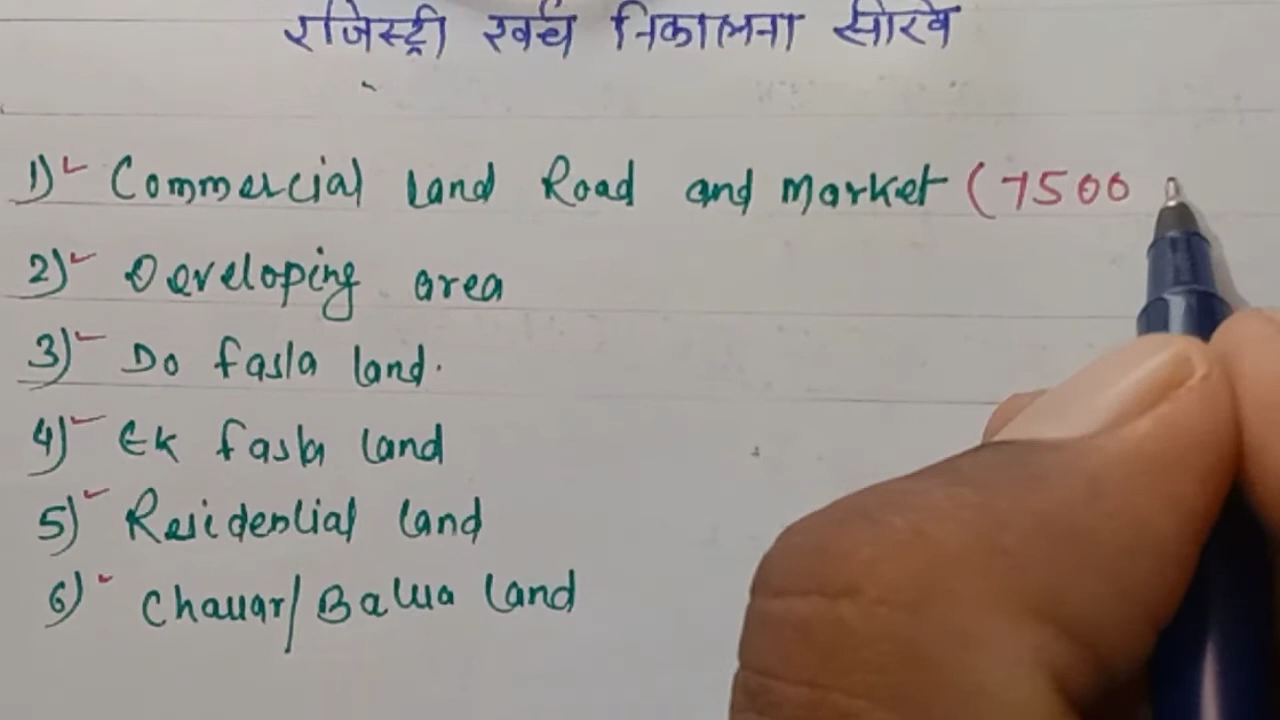 रजिस्ट्री खर्च निकालना सीखे
1) Commercial land Road and market (7500
2) Developing area
3) Do fasla land.
4) Ek fasla land
5) Residential land
6) Chauar/Balua land